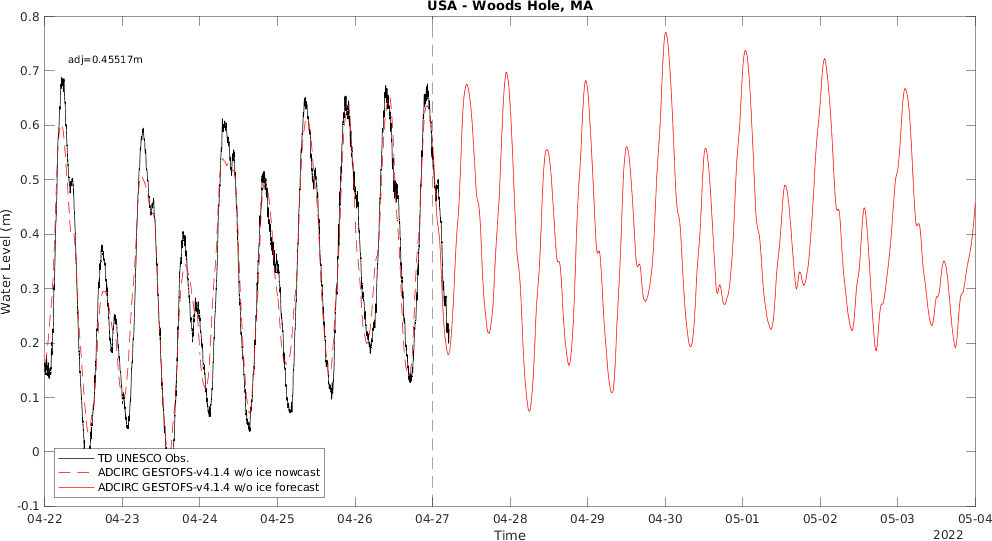 USA - Woods Hole, MA
adj=0.45517m
Water Level (m)
0.8
0.7
0.6
0.5
0.4
0.3
0.2
0.1
0
-0.1
TD UNESCO Obs.
ADCIRC GESTOFS-v4.1.4 w/o ice nowcast
ADCIRC GESTOFS-v4.1.4 w/o ice forecast
04-22 04-23 04-24 04-25 04-26 04-27 04-28 04-29 04-30 05-01 05-02 05-03 05-04
Time
2022